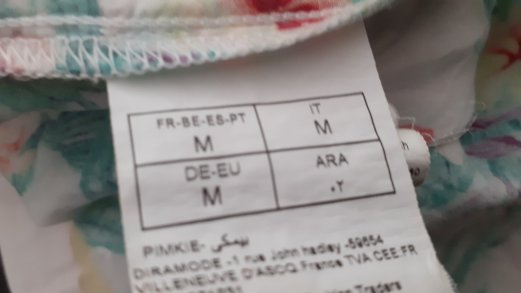 FR-BE-ES-PT
M
IT
M
DE-EU
M
ARA
٠٢
PIMKIE- بيمكي
DIRAMODE -1 rue John hadley -59654
VILLENEUVE D'ASCQ France TVA CEE.FR
Traders